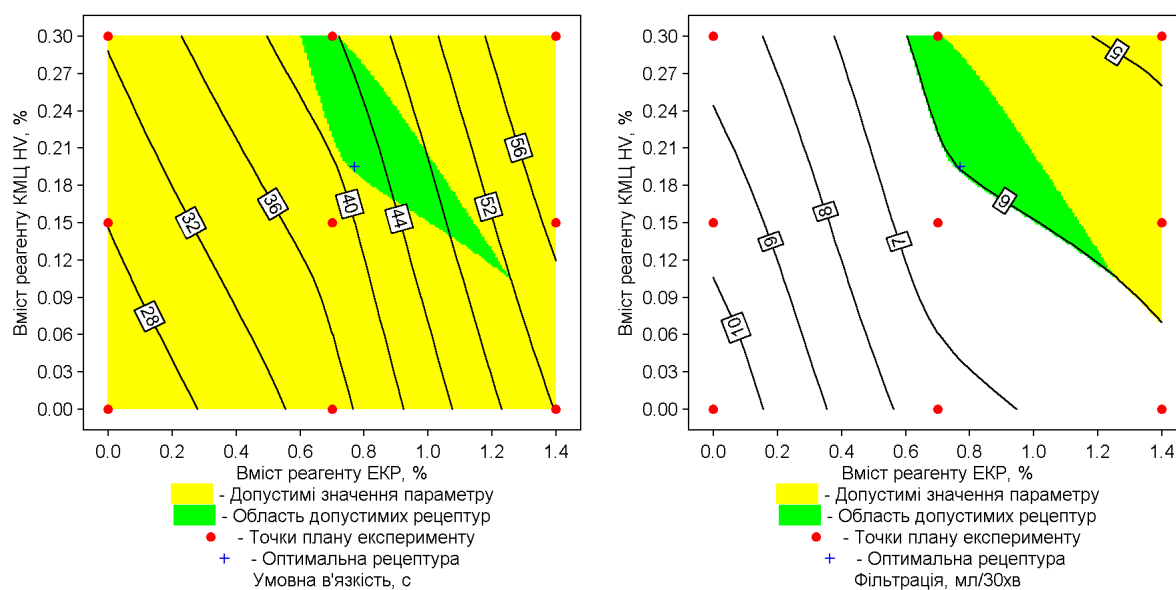 0.30
0.27
0.24
0.21
0.18
0.15
0.12
0.09
0.06
0.03
0.00
Вміст реагенту КМЦ HV, %
28
32
36
40
44
52
56
0.0 0.2 0.4 0.6 0.8 1.0 1.2 1.4
Вміст реагенту ЕКР, %
- Допустимі значення параметру
- Область допустимих рецептур
- Точки плану експерименту
- Оптимальна рецептура
Умовна в'язкість, с
0.30
0.27
0.24
0.21
0.18
0.15
0.12
0.09
0.06
0.03
0.00
Вміст реагенту КМЦ HV, %
10
9
8
7
6
5
0.0 0.2 0.4 0.6 0.8 1.0 1.2 1.4
Вміст реагенту ЕКР, %
- Допустимі значення параметру
- Область допустимих рецептур
- Точки плану експерименту
- Оптимальна рецептура
Фільтрація, мл/30хв